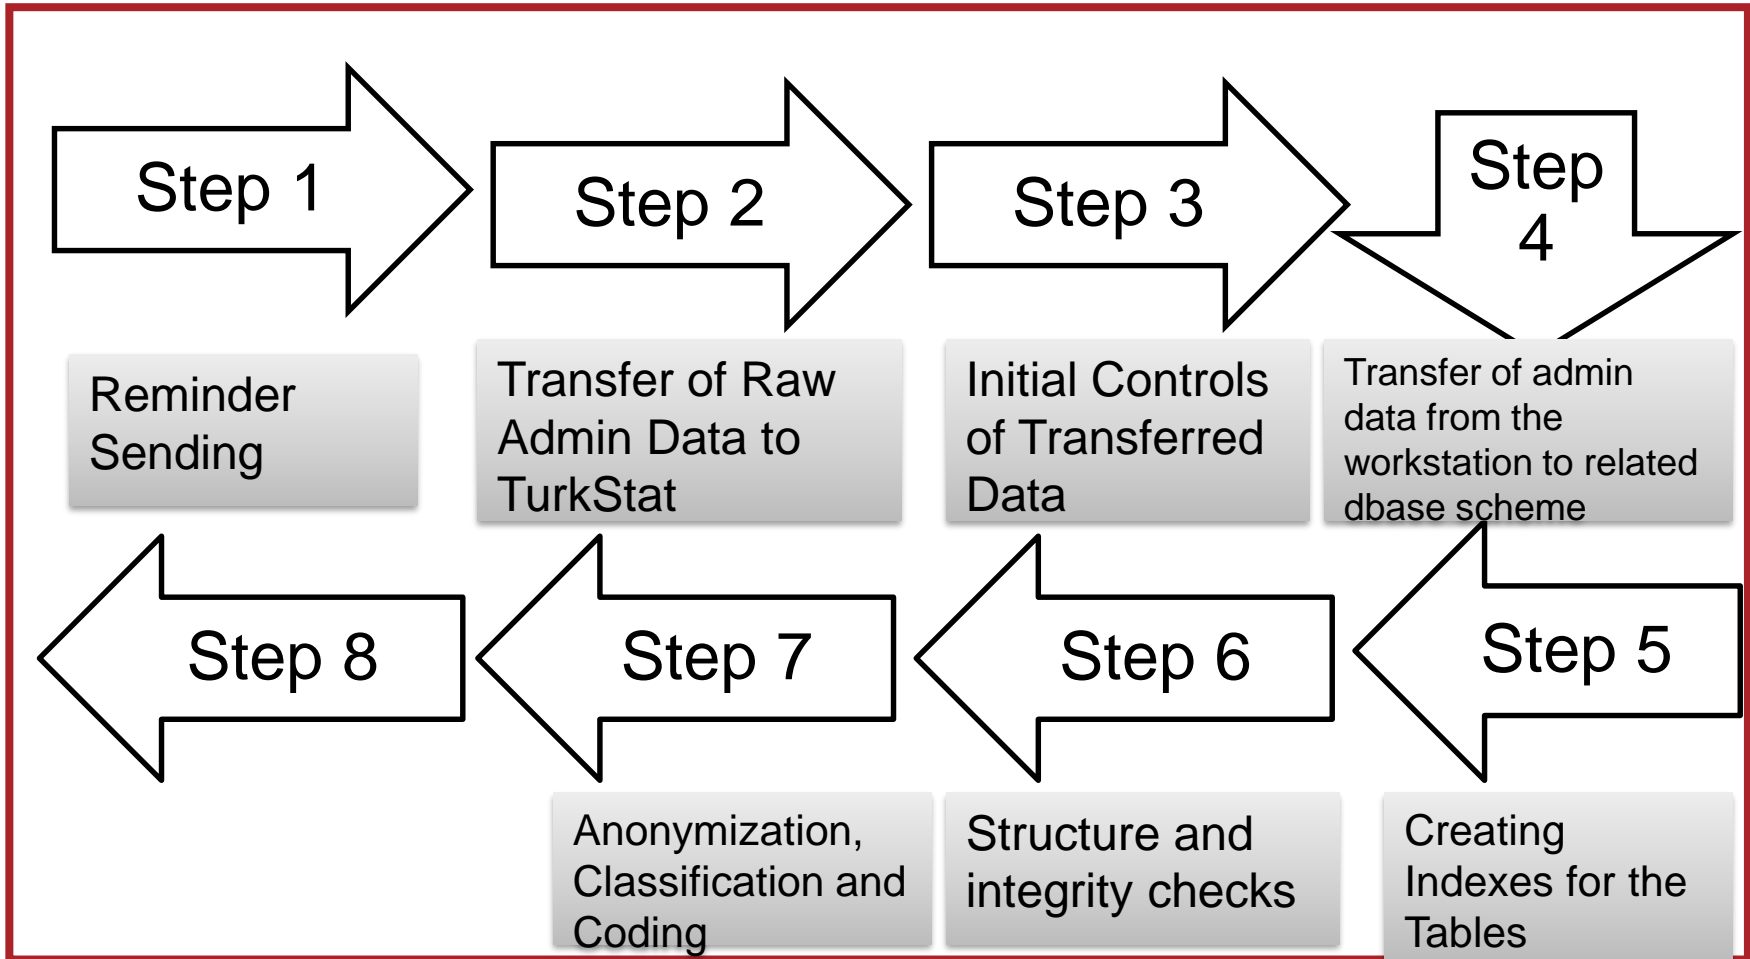 Step 1
Step 2
Step 3
Step
4
Reminder
Sending
Transfer of Raw
Admin Data to
TurkStat
Initial Controls
of Transferred
Data
Transfer of admin
data from the
workstation to related
dbase scheme
Step 8
Step 7
Step 6
Step 5
Anonymization,
Classification and
Coding
Structure and
integrity checks
Creating
Indexes for the
Tables